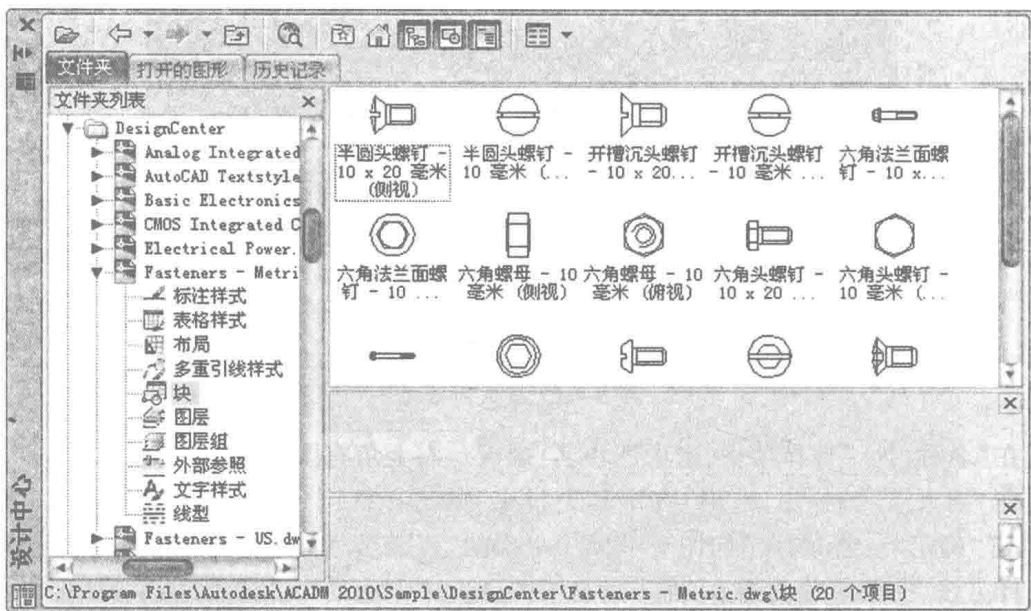 文件夹 打开的图形 历史记录
文件夹列表
DesignCenter
Analog Integrated
AutoCAD Textstyle
Basic Electronics
CMOS Integrated C
Electrical Power.
Fasteners - Metri
标注样式
表格样式
布局
多重引线样式
块
图层
图层组
外部参照
文字样式
线型
Fasteners - US.dw
半圆头螺钉 -
10 x 20 毫米
(侧视)
半圆头螺钉 -
10 毫米 (...
开槽沉头螺钉
- 10 x 20...
开槽沉头螺钉
- 10 毫米 ...
六角法兰面螺
钉 - 10 x...
六角法兰面螺
钉 - 10 ...
六角螺母 - 10
毫米 (侧视)
六角螺母 - 10
毫米 (俯视)
六角头螺钉 -
10 x 20 ...
六角头螺钉 -
10 毫米 (...
设计中心
C:\Program Files\Autodesk\ACADM 2010\Sample\DesignCenter\Fasteners - Metric.dwg\块 (20 个项目)